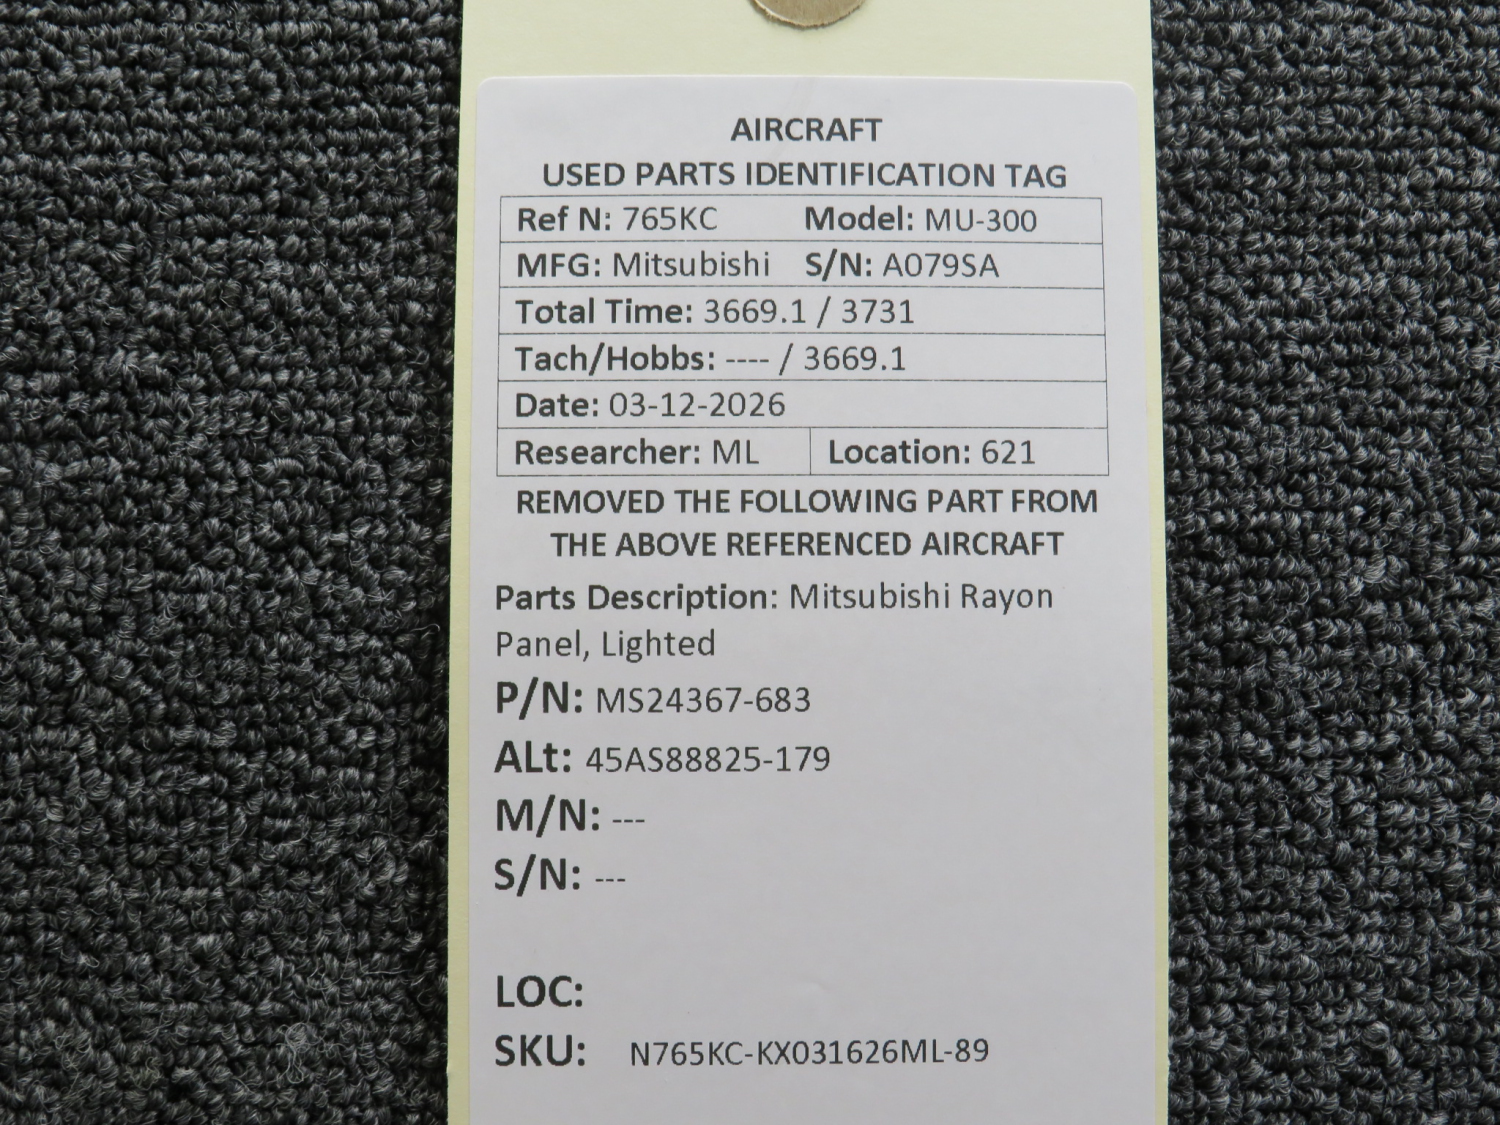 AIRCRAFT
USED PARTS IDENTIFICATION TAG
Ref N: 765KC Model: MU-300
MFG: Mitsubishi S/N: A079SA
Total Time: 3669.1 / 3731
Tach/Hobbs: ---- / 3669.1
Date: 03-12-2026
Researcher: ML Location: 621
REMOVED THE FOLLOWING PART FROM
THE ABOVE REFERENCED AIRCRAFT
Parts Description: Mitsubishi Rayon
Panel, Lighted
P/N: MS24367-683
ALt: 45AS88825-179
M/N: ---
S/N: ---
LOC:
SKU: N765KC-KX031626ML-89